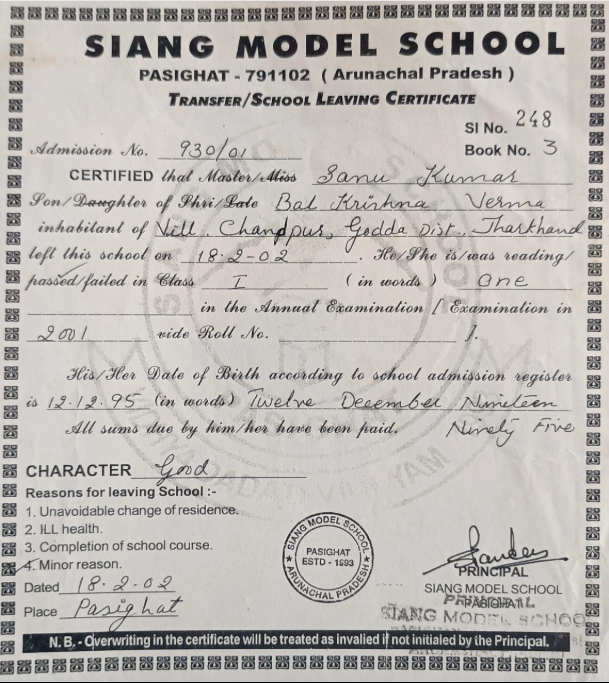 SIANG MODEL SCHOOL
PASIGHAT - 791102 ( Arunachal Pradesh )
TRANSFER/SCHOOL LEAVING CERTIFICATE
Sl No. 248
Admission No. 930/01 Book No. 3
CERTIFIED that Master/Miss Sanu Kumar
Son/Daughter of Shri/Late Bal Krishna Verma
inhabitant of Vill. Chandpur, Godda Dist. Jharkhand
left this school on 18-2-02. He/She is/was reading/
passed/failed in Class I (in words) One
in the Annual Examination [ Examination in
2001 vide Roll No. ].
His/Her Date of Birth according to school admission register
is 12.12.95 (in words) Twelve December Nineteen
All sums due by him/her have been paid. Ninety Five
CHARACTER Good
Reasons for leaving School :-
1. Unavoidable change of residence.
2. ILL health.
3. Completion of school course.
4. Minor reason.
Dated 18-2-02
Place Pasighat
SIANG MODEL SCHOOL
PASIGHAT
ESTD - 1993
ARUNACHAL PRADESH
PRINCIPAL
SIANG MODEL SCHOOL
PASIGHAT
PRINCIPAL
SIANG MODEL SCHOO
N. B. - Overwriting in the certificate will be treated as invalied if not initialed by the Principal.